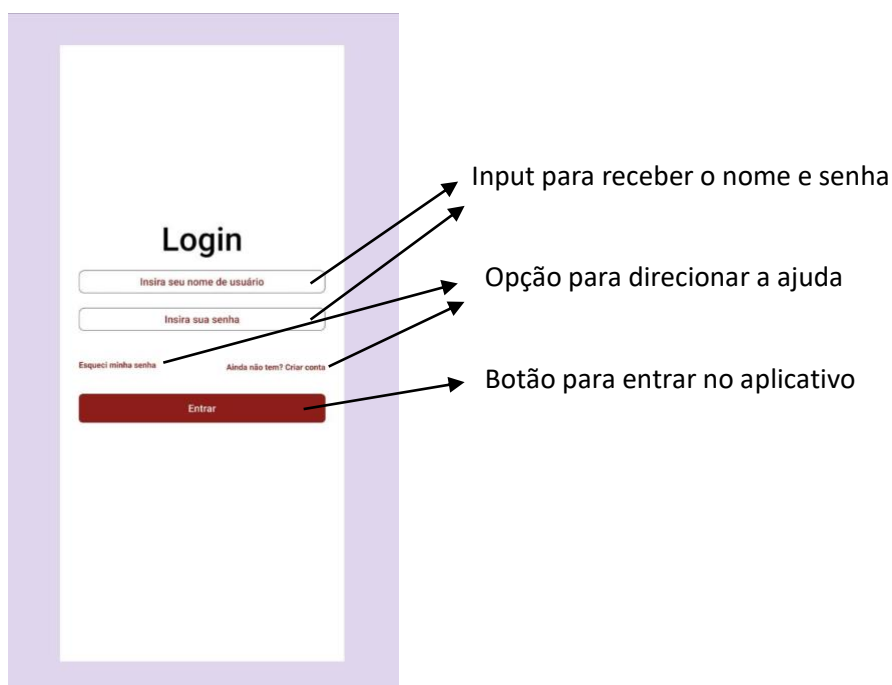 Input para receber o nome e senha
Login
Insira seu nome de usuário
Opção para direcionar a ajuda
Insira sua senha
Esqueci minha senha
Ainda não tem? Criar conta
Botão para entrar no aplicativo
Entrar